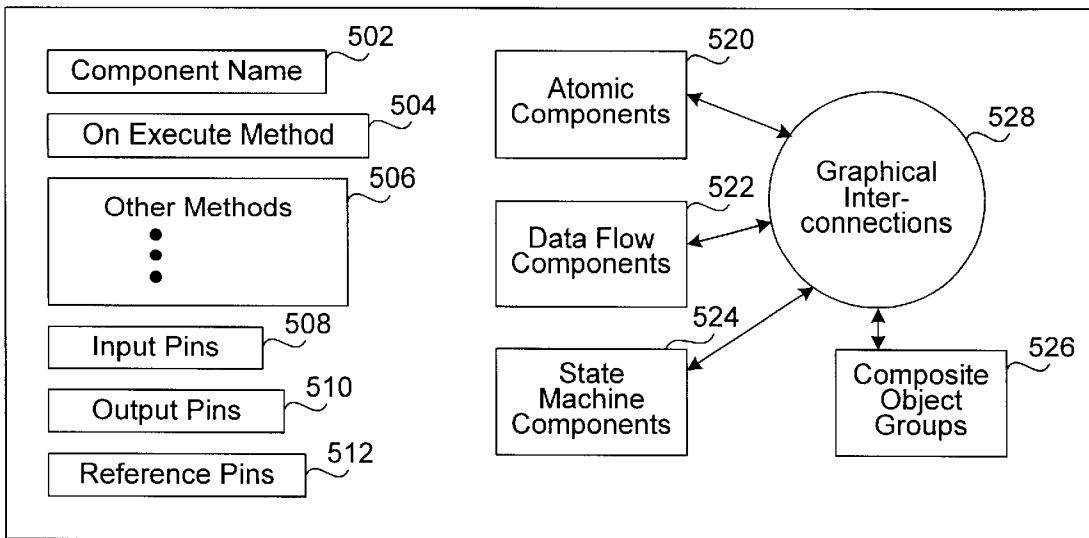 502
Component Name
504
On Execute Method
506
Other Methods
508
Input Pins
510
Output Pins
512
Reference Pins
520
Atomic
Components
522
Data Flow
Components
524
State
Machine
Components
528
Graphical
Inter-
connections
526
Composite
Object
Groups